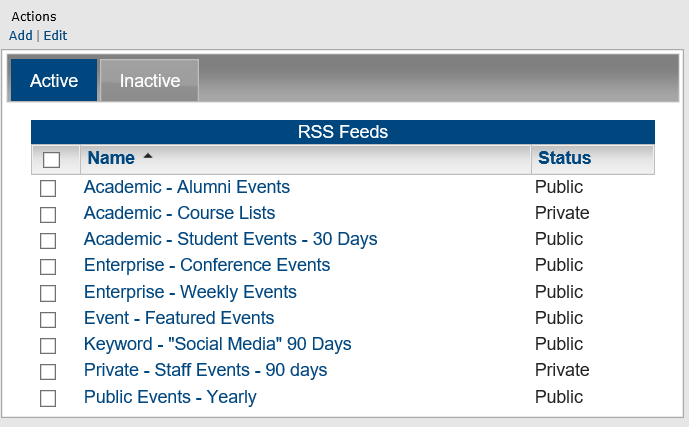 Actions
Add | Edit
Active Inactive
RSS Feeds
Name Status
Academic - Alumni Events Public
Academic - Course Lists Private
Academic - Student Events - 30 Days Public
Enterprise - Conference Events Public
Enterprise - Weekly Events Public
Event - Featured Events Public
Keyword - "Social Media" 90 Days Public
Private - Staff Events - 90 days Private
Public Events - Yearly Public